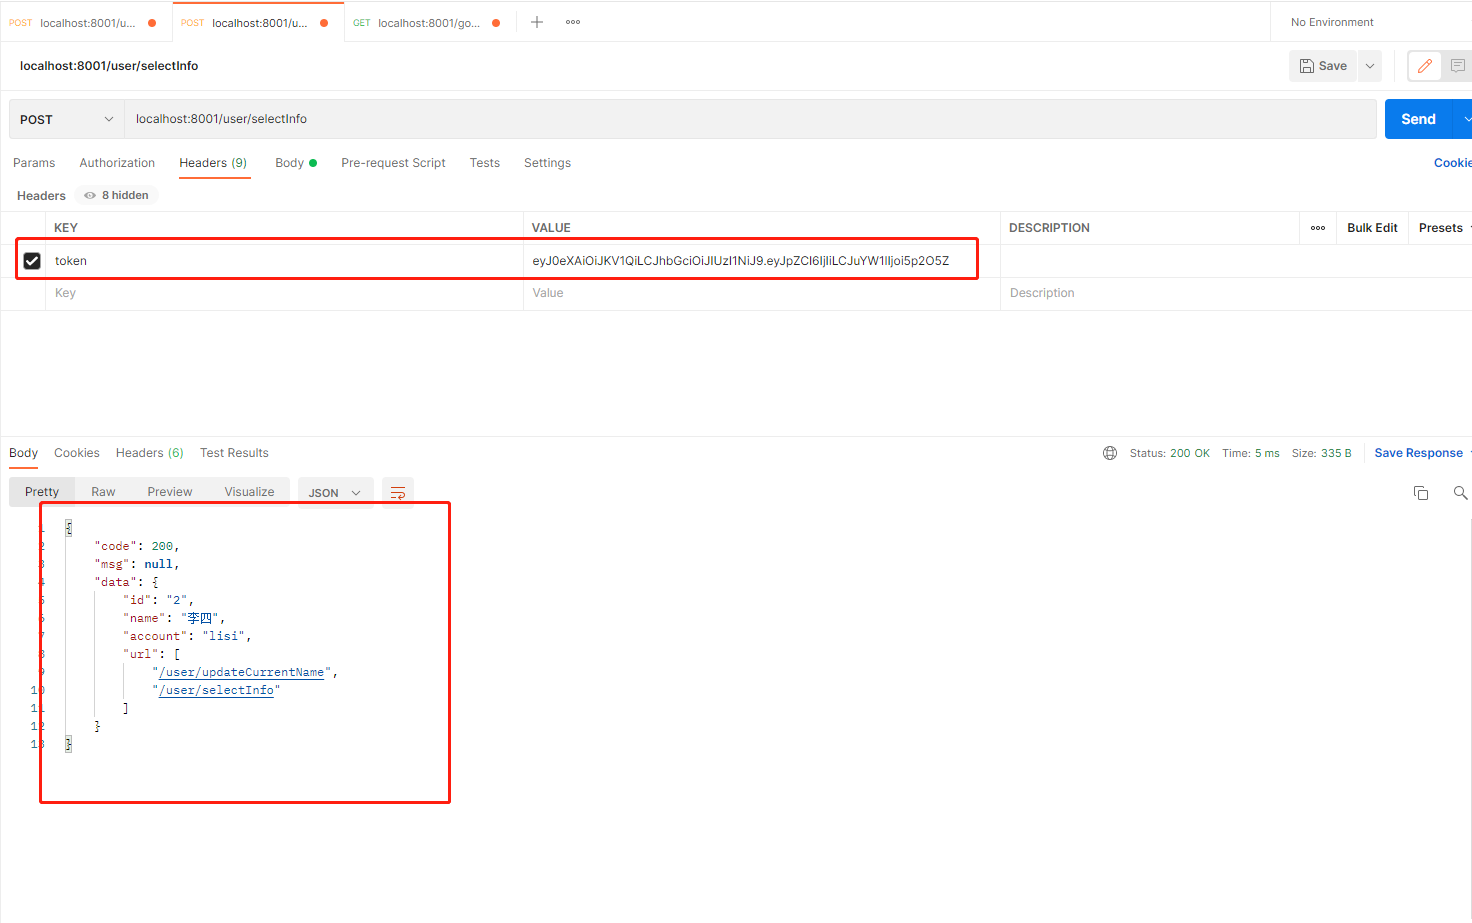 POST localhost:8001/u... POST localhost:8001/u... GET localhost:8001/go... No Environment
localhost:8001/user/selectInfo Save
POST localhost:8001/user/selectInfo Send
Params Authorization Headers (9) Body Pre-request Script Tests Settings Cookie
Headers 8 hidden
KEY VALUE DESCRIPTION Bulk Edit Presets
token eyJ0eXAiOiJKV1QiLCJhbGciOiJIUzI1NiJ9.eyJpZCI6IjIiLCJuYW1lIjoi5p2O5Z
Key Value Description
Body Cookies Headers (6) Test Results Status: 200 OK Time: 5 ms Size: 335 B Save Response
Pretty Raw Preview Visualize JSON
1 {
2 "code": 200,
3 "msg": null,
4 "data": {
5 "id": "2",
6 "name": "李四",
7 "account": "lisi",
8 "url": [
9 "/user/updateCurrentName",
10 "/user/selectInfo"
11 ]
12 }
13 }